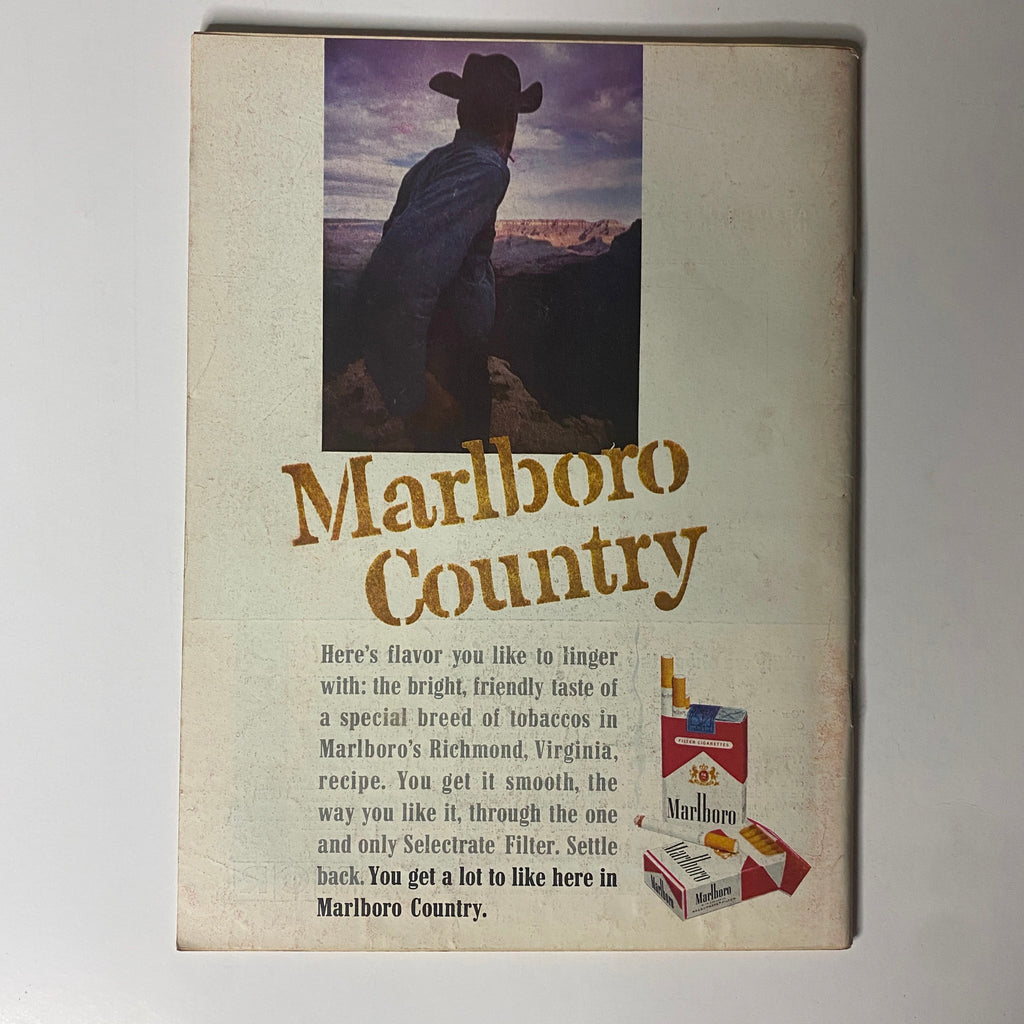 Marlboro
Country
Here's flavor you like to linger
with: the bright, friendly taste of
a special breed of tobaccos in
Marlboro's Richmond, Virginia,
recipe. You get it smooth, the
way you like it, through the one
and only Selectrate Filter. Settle
back. You get a lot to like here in
Marlboro Country.
FILTER CIGARETTES
Marlboro
Marlboro
Marlboro
Marlboro